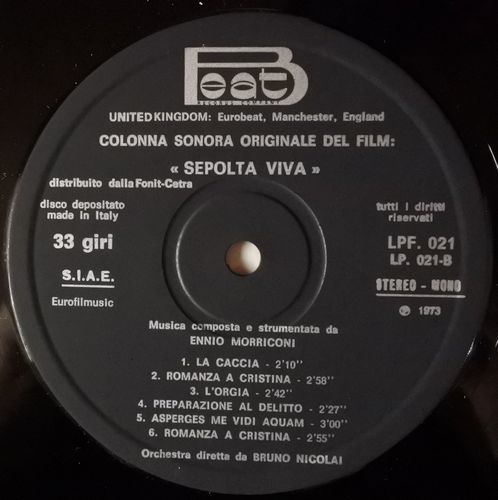 Beat
RECORDS COMPANY
UNITED KINGDOM: Eurobeat, Manchester, England
COLONNA SONORA ORIGINALE DEL FILM:
« SEPOLTA VIVA »
distribuito dalla Fonit-Cetra
disco depositato
made in Italy
33 giri
S.I.A.E.
Eurofilmusic
tutti i diritti
riservati
LPF. 021
LP. 021-B
STEREO - MONO
℗ 1973
Musica composta e strumentata da
ENNIO MORRICONI
1. LA CACCIA - 2'10''
2. ROMANZA A CRISTINA - 2'58''
3. L'ORGIA - 2'42''
4. PREPARAZIONE AL DELITTO - 2'27''
5. ASPERGES ME VIDI AQUAM - 3'00''
6. ROMANZA A CRISTINA - 2'55''
Orchestra diretta da BRUNO NICOLAI